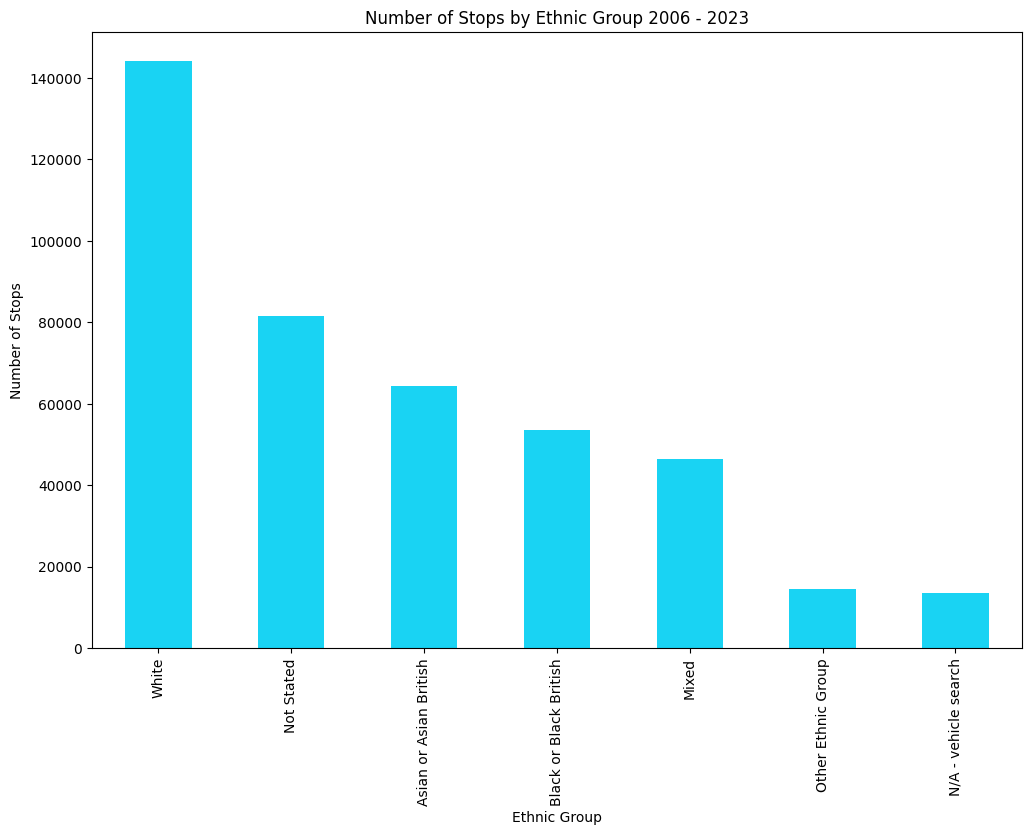 Number of Stops by Ethnic Group 2006 - 2023
Number of Stops
140000
120000
100000
80000
60000
40000
20000
0
White
Not Stated
Asian or Asian British
Black or Black British
Mixed
Other Ethnic Group
N/A - vehicle search
Ethnic Group